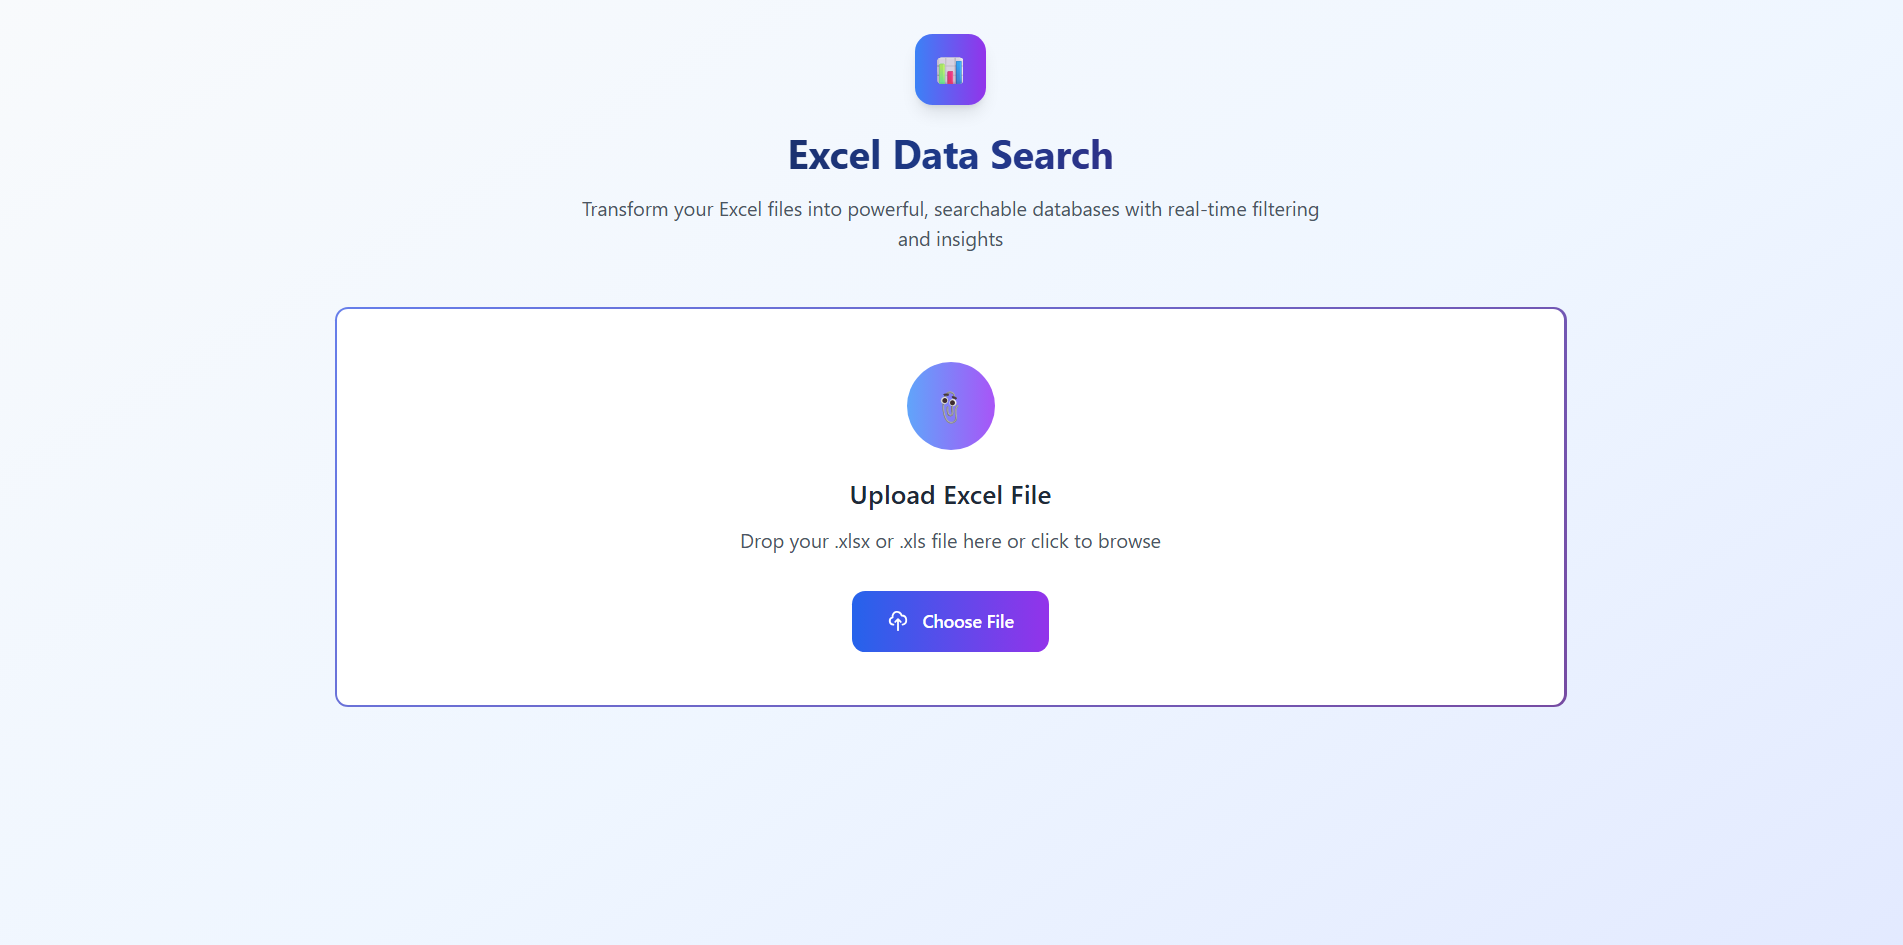 Excel Data Search
Transform your Excel files into powerful, searchable databases with real-time filtering
and insights
Upload Excel File
Drop your .xlsx or .xls file here or click to browse
Choose File